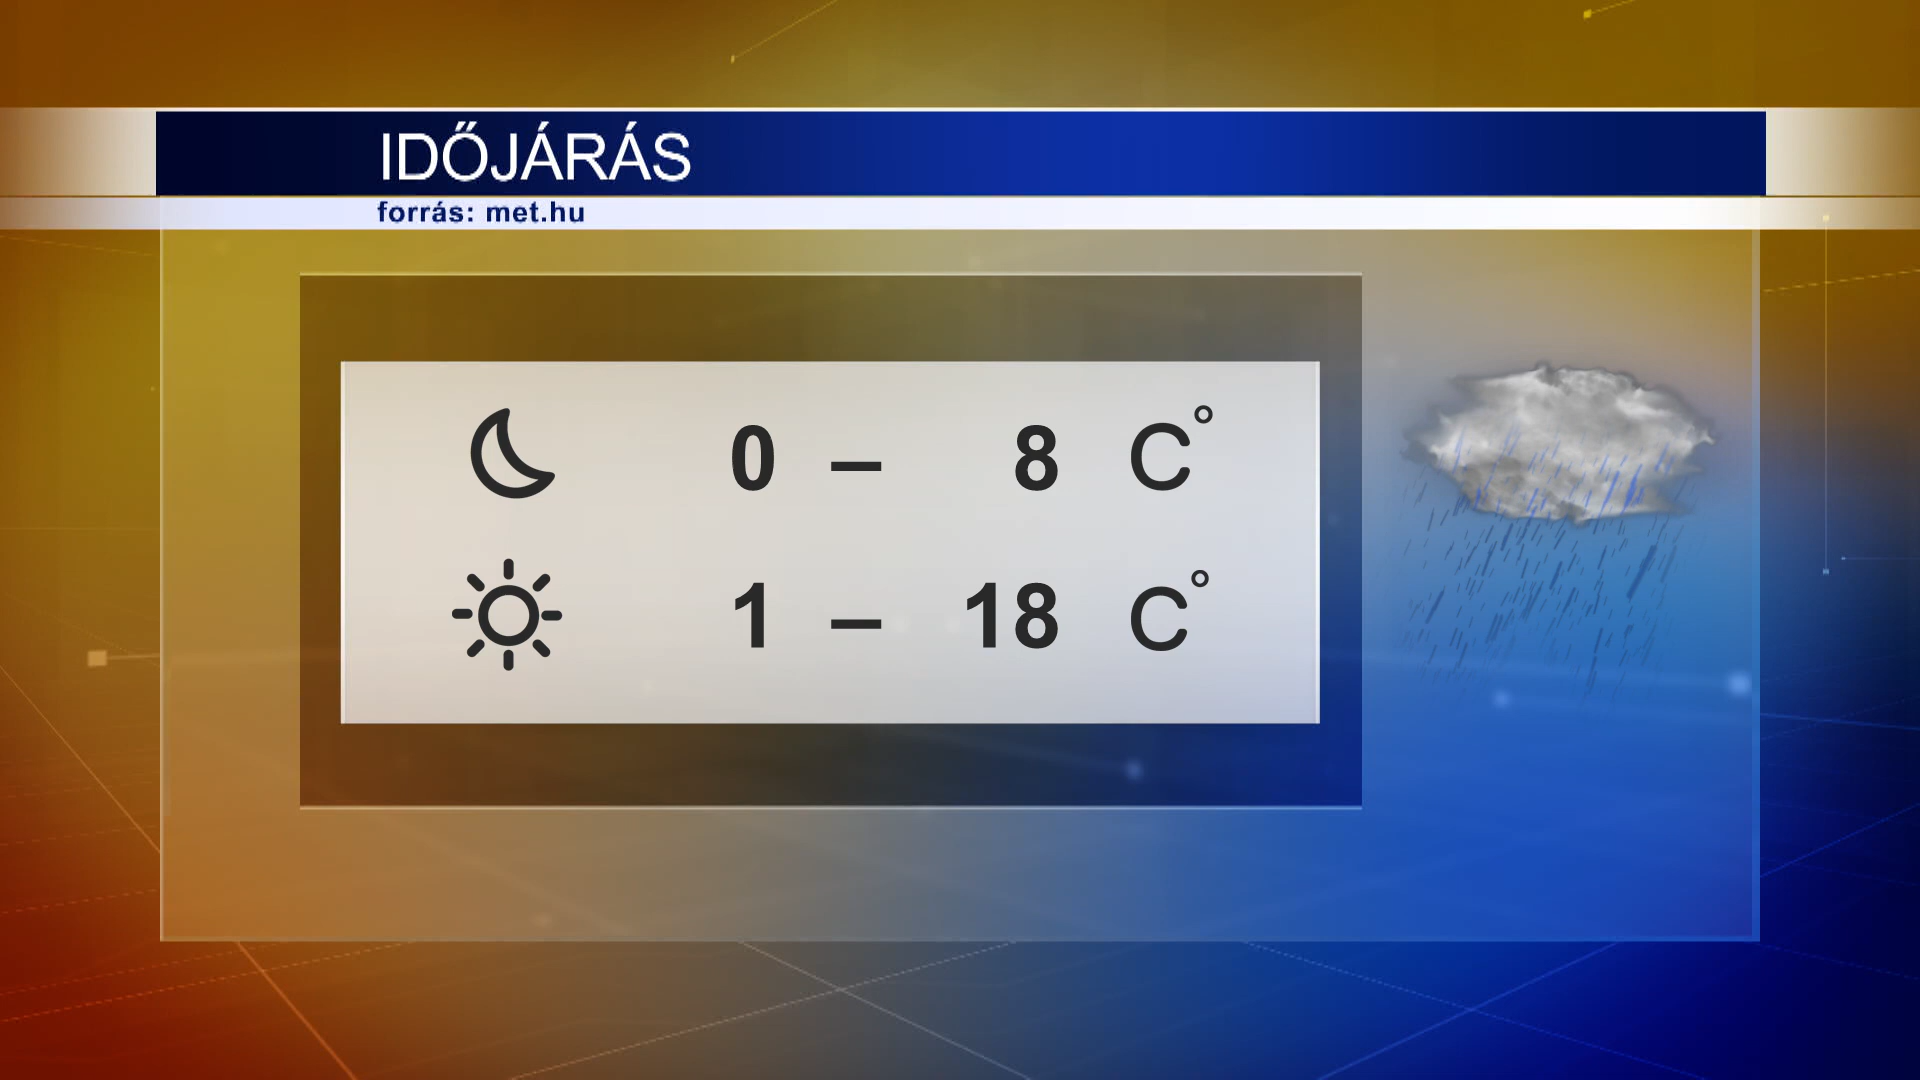 IDŐJÁRÁS
forrás: met.hu
0 – 8 C°
1 – 18 C°